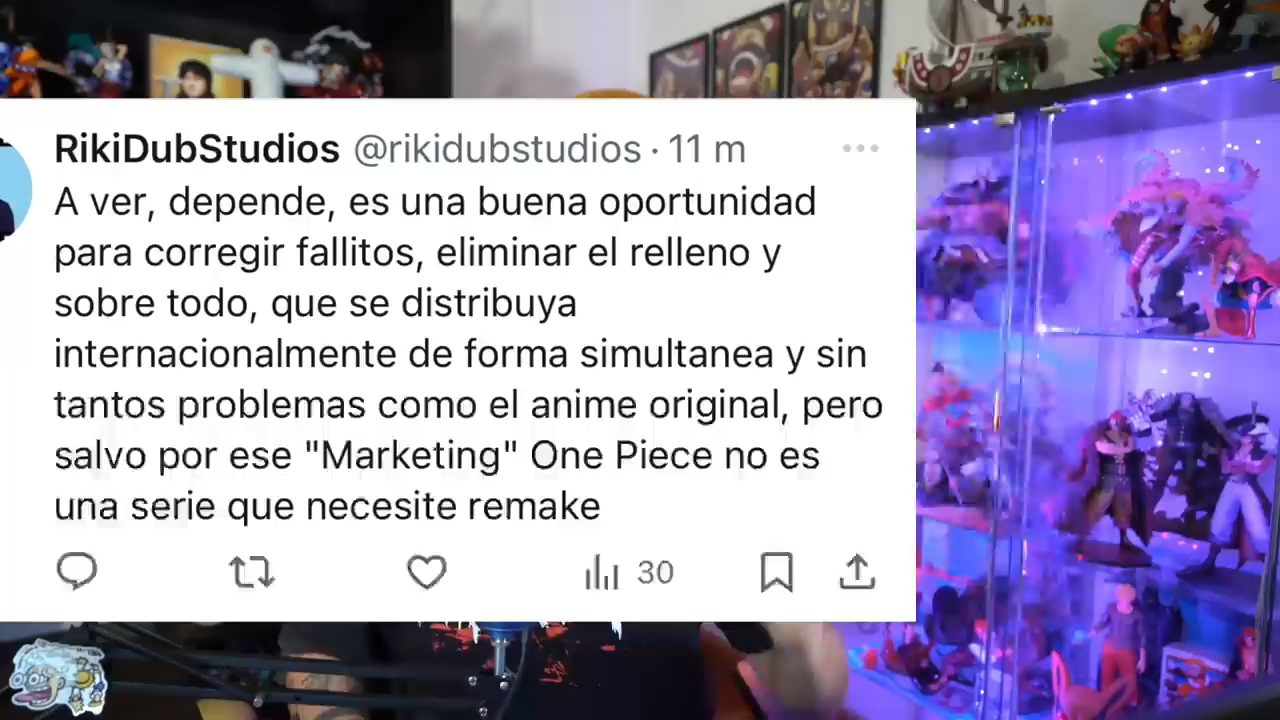 RikiDubStudios @rikidubstudios · 11 m
A ver, depende, es una buena oportunidad
para corregir fallitos, eliminar el relleno y
sobre todo, que se distribuya
internacionalmente de forma simultanea y sin
tantos problemas como el anime original, pero
salvo por ese "Marketing" One Piece no es
una serie que necesite remake
30